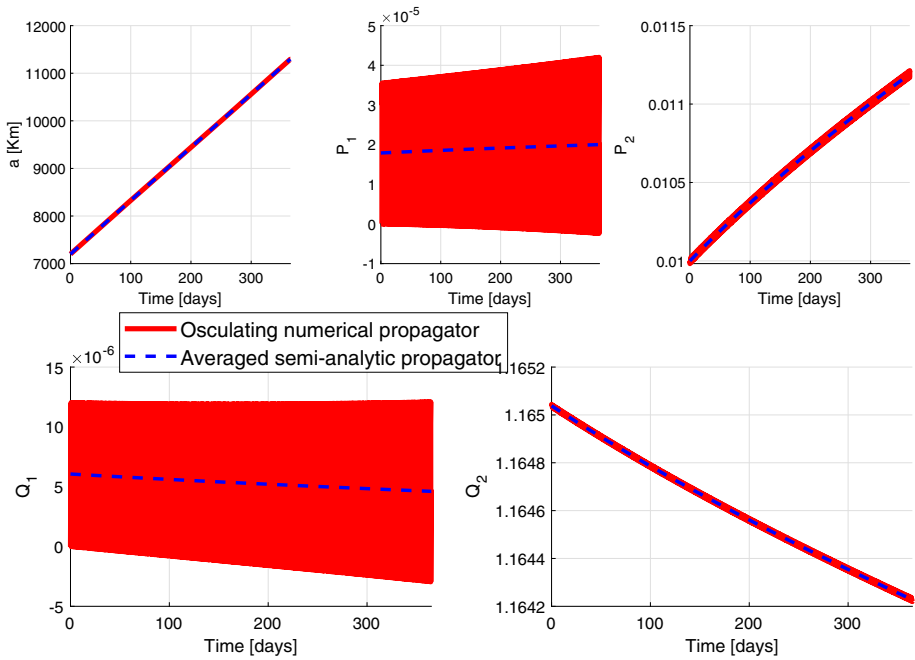 12000
11000
10000
9000
8000
7000
a [Km]
0 100 200 300
Time [days]
×10⁻⁵
5
4
3
2
1
0
-1
P₁
0 100 200 300
Time [days]
0.0115
0.011
0.0105
0.01
P₂
0 100 200 300
Time [days]
Osculating numerical propagator
Averaged semi-analytic propagator
×10⁻⁶
15
10
5
0
-5
Q₁
0 100 200 300
Time [days]
1.1652
1.165
1.1648
1.1646
1.1644
1.1642
Q₂
0 100 200 300
Time [days]